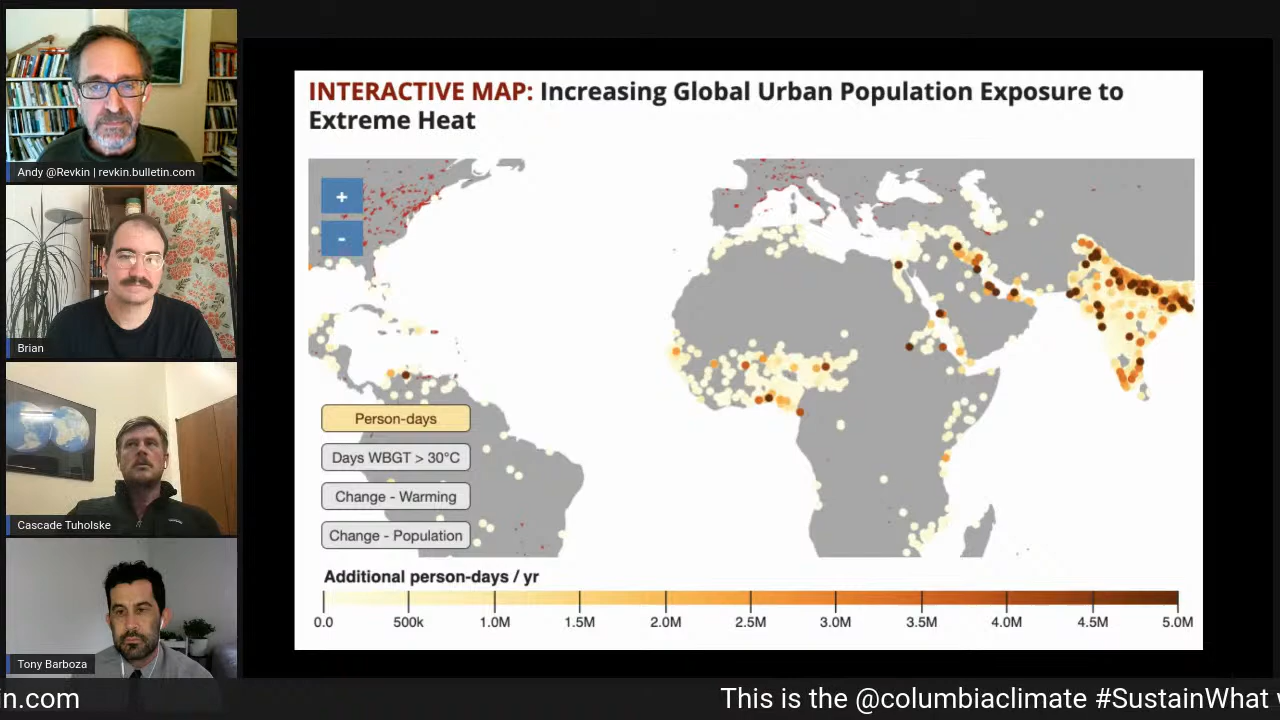 Andy @Revkin | revkin.bulletin.com
Brian
Cascade Tuholske
Tony Barboza
INTERACTIVE MAP: Increasing Global Urban Population Exposure to
Extreme Heat
+
-
Person-days
Days WBGT > 30°C
Change - Warming
Change - Population
Additional person-days / yr
0.0 500k 1.0M 1.5M 2.0M 2.5M 3.0M 3.5M 4.0M 4.5M 5.0M
in.com This is the @columbiaclimate #SustainWhat